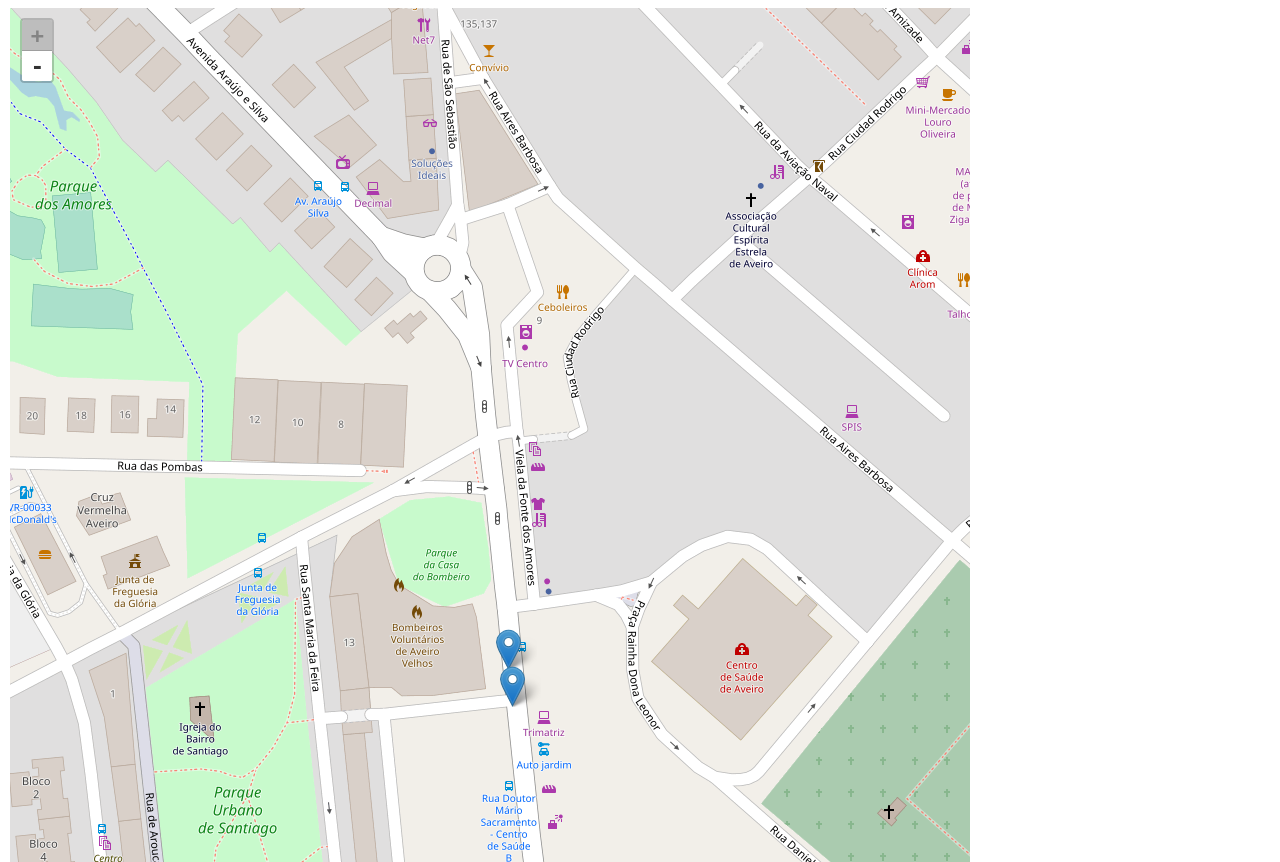 +
-
Avenida Araújo e Silva
Net7
135,137
Convívio
Rua de São Sebastião
Rua Aires Barbosa
Amizade
Mini-Mercado
Louro
Oliveira
Rua Ciudad Rodrigo
Rua da Aviação Naval
Soluções
Ideais
Av. Araújo
Silva
Decimal
Parque
dos Amores
Associação
Cultural
Espírita
Estrela
de Aveiro
MA
(a
de p
de M
Ziga
Clínica
Arom
Talho
Ceboleiros
9
TV Centro
Rua Ciudad Rodrigo
20
18
16
14
12
10
8
SPIS
Rua Aires Barbosa
Rua das Pombas
Viela da Fonte dos Amores
VR-00033
McDonald's
Cruz
Vermelha
Aveiro
Junta de
Freguesia
da Glória
Junta de
Freguesia
da Glória
Parque
da Casa
do Bombeiro
Bombeiros
Voluntários
de Aveiro
Velhos
13
Rua Santa Maria da Feira
Praça Rainha Dona Leonor
Centro
de Saúde
de Aveiro
ia da Glória
1
Igreja do
Bairro
de Santiago
Trimatriz
Auto jardim
Rua Doutor
Mário
Sacramento
- Centro
de Saúde
B
Bloco
2
Bloco
4
Parque
Urbano
de Santiago
Rua de Arouc
Centro
Rua Daniel